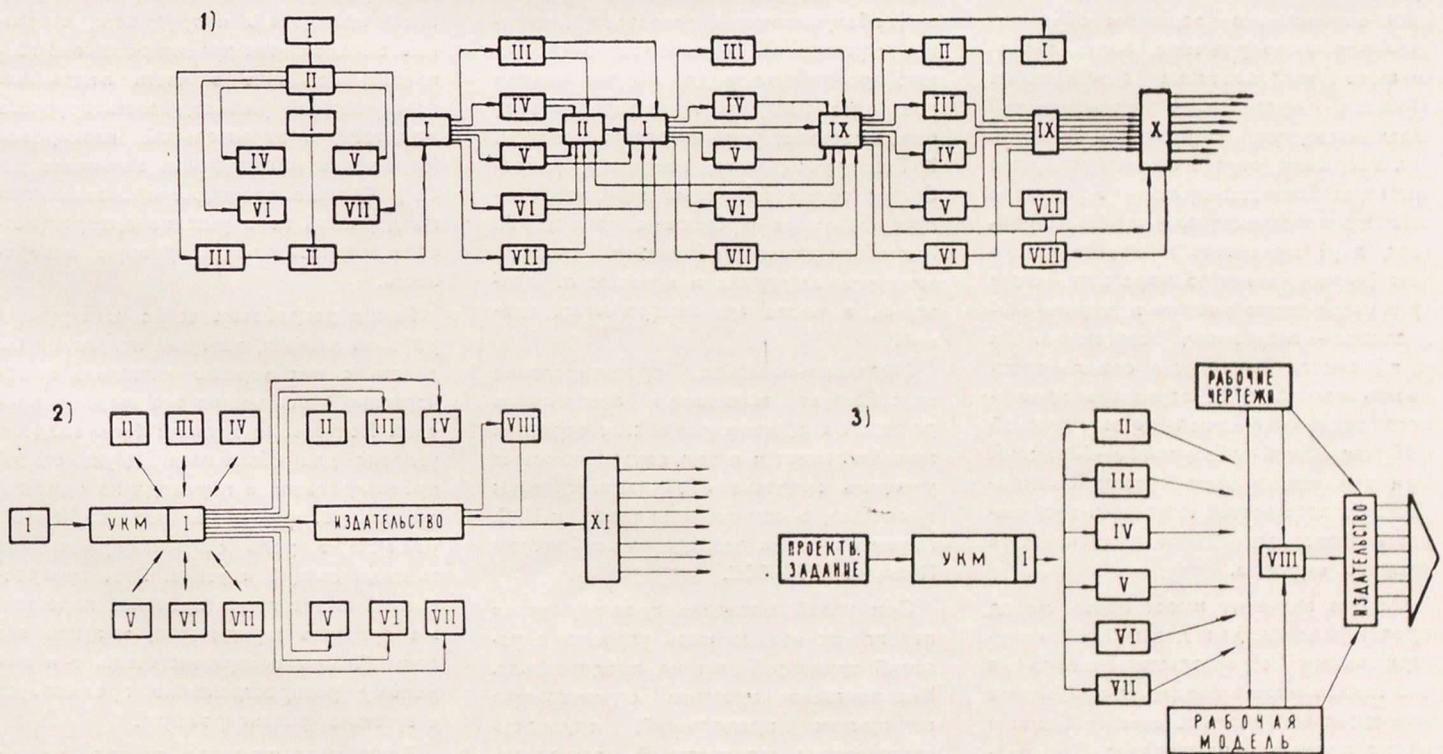 1)
I
II
I
IV V
VI VII
III II
I
III
IV
V
VI
VII
II
I
III
IV
V
VI
VII
IX
II I
III
IV
V VII
VI VIII
IX
X
2)
II III IV
I
УКМ I
V VI VII
II III IV
VIII
ИЗДАТЕЛЬСТВО
V VI VII
XI
3)
ПРОЕКТН.
ЗАДАНИЕ
УКМ I
II
III
IV
V
VI
VII
РАБОЧИЕ
ЧЕРТЕЖИ
VIII
ИЗДАТЕЛЬСТВО
РАБОЧАЯ
МОДЕЛЬ